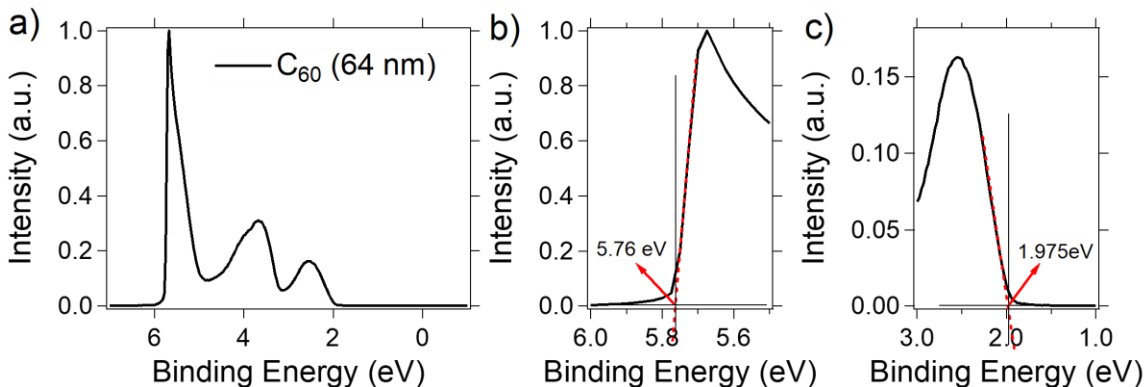 a)
b)
c)
C60 (64 nm)
Intensity (a.u.)
1.0
0.8
0.6
0.4
0.2
0.0
6
4
2
0
Binding Energy (eV)
Intensity (a.u.)
1.0
0.8
0.6
0.4
0.2
0.0
5.76 eV
6.0
5.8
5.6
Binding Energy (eV)
Intensity (a.u.)
0.15
0.10
0.05
0.00
1.975eV
3.0
2.0
1.0
Binding Energy (eV)